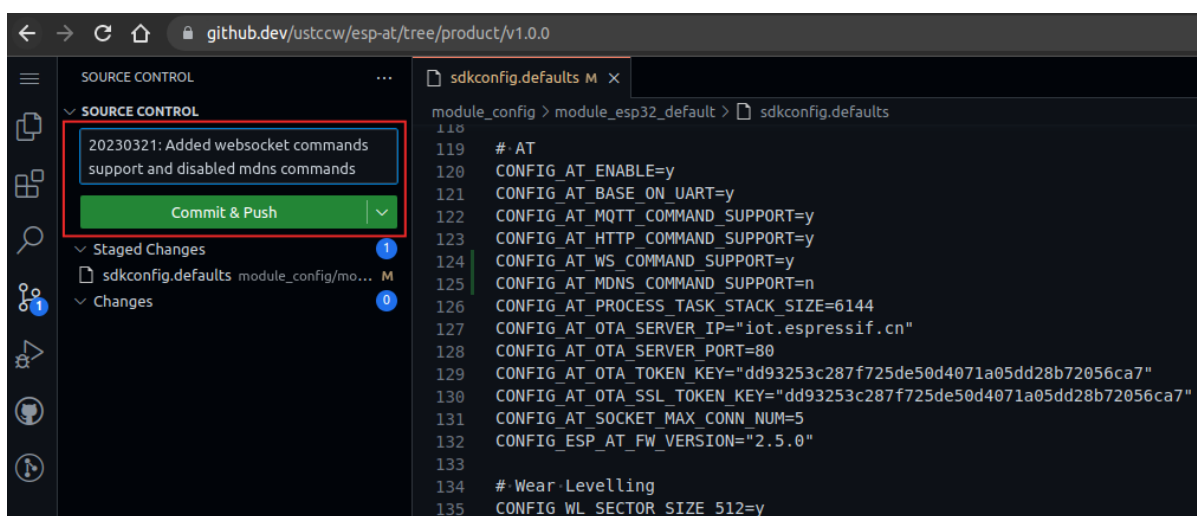 github.dev/ustccw/esp-at/tree/product/v1.0.0
SOURCE CONTROL
···
sdkconfig.defaults M ×
SOURCE CONTROL
module_config > module_esp32_default > sdkconfig.defaults
20230321: Added websocket commands
support and disabled mdns commands
Commit & Push
Staged Changes 1
sdkconfig.defaults module_config/mo... M
Changes 0
1
118
119 # AT
120 CONFIG_AT_ENABLE=y
121 CONFIG_AT_BASE_ON_UART=y
122 CONFIG_AT_MQTT_COMMAND_SUPPORT=y
123 CONFIG_AT_HTTP_COMMAND_SUPPORT=y
124 CONFIG_AT_WS_COMMAND_SUPPORT=y
125 CONFIG_AT_MDNS_COMMAND_SUPPORT=n
126 CONFIG_AT_PROCESS_TASK_STACK_SIZE=6144
127 CONFIG_AT_OTA_SERVER_IP="iot.espressif.cn"
128 CONFIG_AT_OTA_SERVER_PORT=80
129 CONFIG_AT_OTA_TOKEN_KEY="dd93253c287f725de50d4071a05dd28b72056ca7"
130 CONFIG_AT_OTA_SSL_TOKEN_KEY="dd93253c287f725de50d4071a05dd28b72056ca7"
131 CONFIG_AT_SOCKET_MAX_CONN_NUM=5
132 CONFIG_ESP_AT_FW_VERSION="2.5.0"
133
134 # Wear Levelling
135 CONFIG_WL_SECTOR_SIZE_512=y